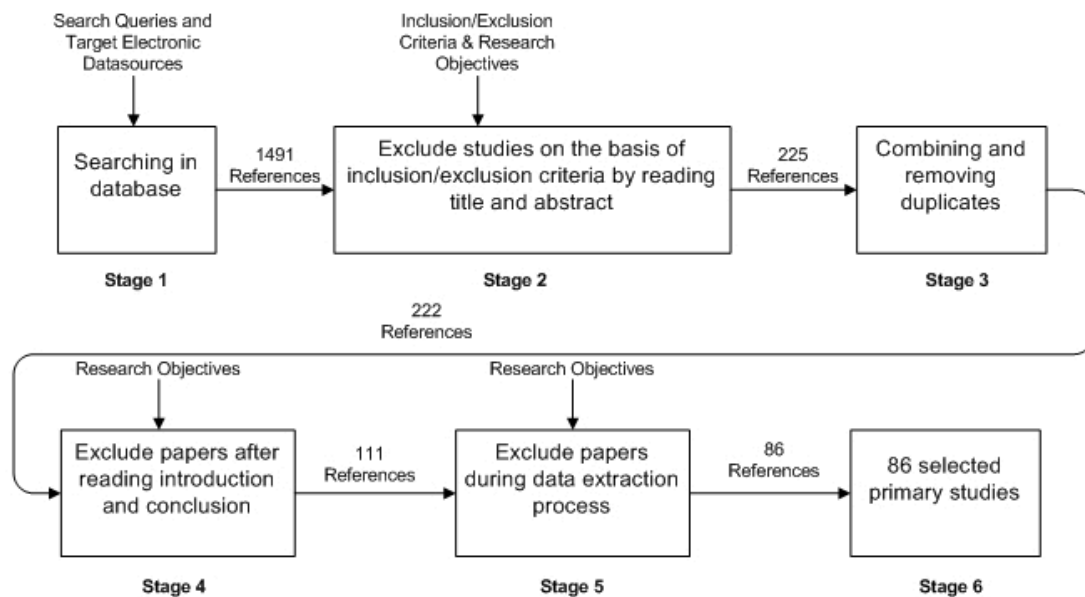 Search Queries and
Target Electronic
Datasources
Inclusion/Exclusion
Criteria & Research
Objectives
Searching in
database
1491
References
Exclude studies on the basis of
inclusion/exclusion criteria by reading
title and abstract
225
References
Combining and
removing
duplicates
Stage 1
Stage 2
Stage 3
222
References
Research Objectives
Research Objectives
Exclude papers after
reading introduction
and conclusion
111
References
Exclude papers
during data extraction
process
86
References
86 selected
primary studies
Stage 4
Stage 5
Stage 6